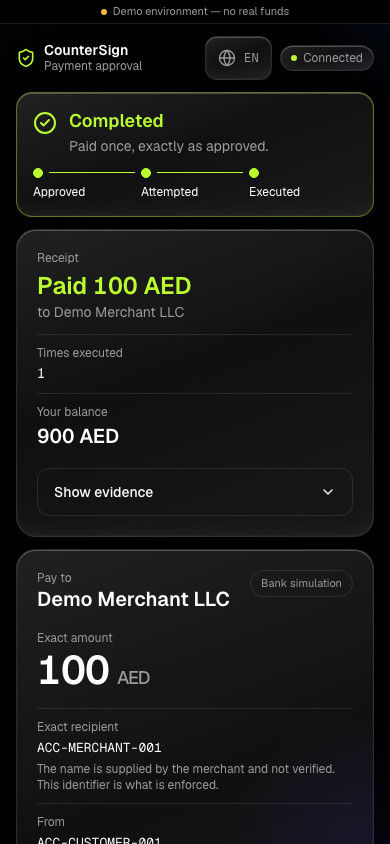 Demo environment — no real funds
CounterSign
Payment approval
EN
Connected
Completed
Paid once, exactly as approved.
Approved
Attempted
Executed
Receipt
Paid 100 AED
to Demo Merchant LLC
Times executed
1
Your balance
900 AED
Show evidence
Pay to
Demo Merchant LLC
Bank simulation
Exact amount
100 AED
Exact recipient
ACC-MERCHANT-001
The name is supplied by the merchant and not verified.
This identifier is what is enforced.
From
ACC-CUSTOMER-001